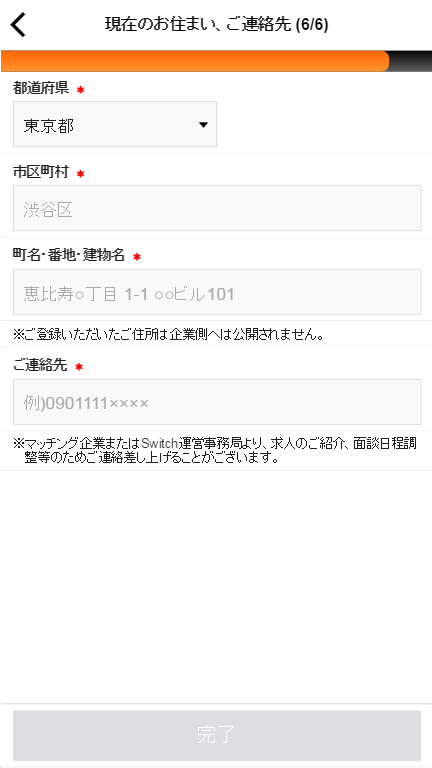 現在のお住まい、ご連絡先 (6/6)
都道府県 *
東京都
市区町村 *
渋谷区
町名・番地・建物名 *
恵比寿○丁目 1-1 ○○ビル101
※ご登録いただいたご住所は企業側へは公開されません。
ご連絡先 *
例)0901111××××
※マッチング企業またはSwitch運営事務局より、求人のご紹介、面談日程調
整等のためご連絡差し上げることがございます。
完了